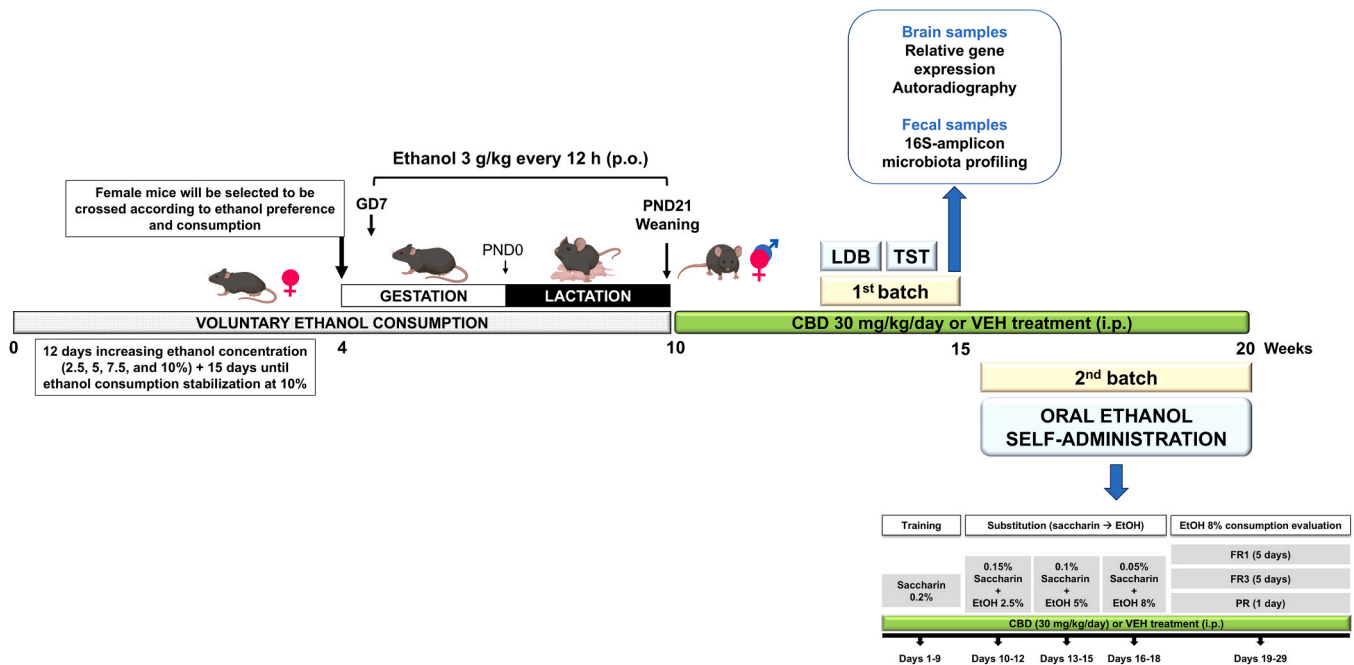 Brain samples
Relative gene
expression
Autoradiography
Fecal samples
16S-amplicon
microbiota profiling
Ethanol 3 g/kg every 12 h (p.o.)
Female mice will be selected to be
crossed according to ethanol preference
and consumption
GD7
PND0
PND21
Weaning
LDB
TST
1st batch
GESTATION
LACTATION
VOLUNTARY ETHANOL CONSUMPTION
CBD 30 mg/kg/day or VEH treatment (i.p.)
0
4
10
15
20
Weeks
12 days increasing ethanol concentration
(2.5, 5, 7.5, and 10%) + 15 days until
ethanol consumption stabilization at 10%
2nd batch
ORAL ETHANOL
SELF-ADMINISTRATION
Training
Substitution (saccharin → EtOH)
EtOH 8% consumption evaluation
Saccharin
0.2%
0.15%
Saccharin
+
EtOH 2.5%
0.1%
Saccharin
+
EtOH 5%
0.05%
Saccharin
+
EtOH 8%
FR1 (5 days)
FR3 (5 days)
PR (1 day)
CBD (30 mg/kg/day) or VEH treatment (i.p.)
Days 1-9
Days 10-12
Days 13-15
Days 16-18
Days 19-29